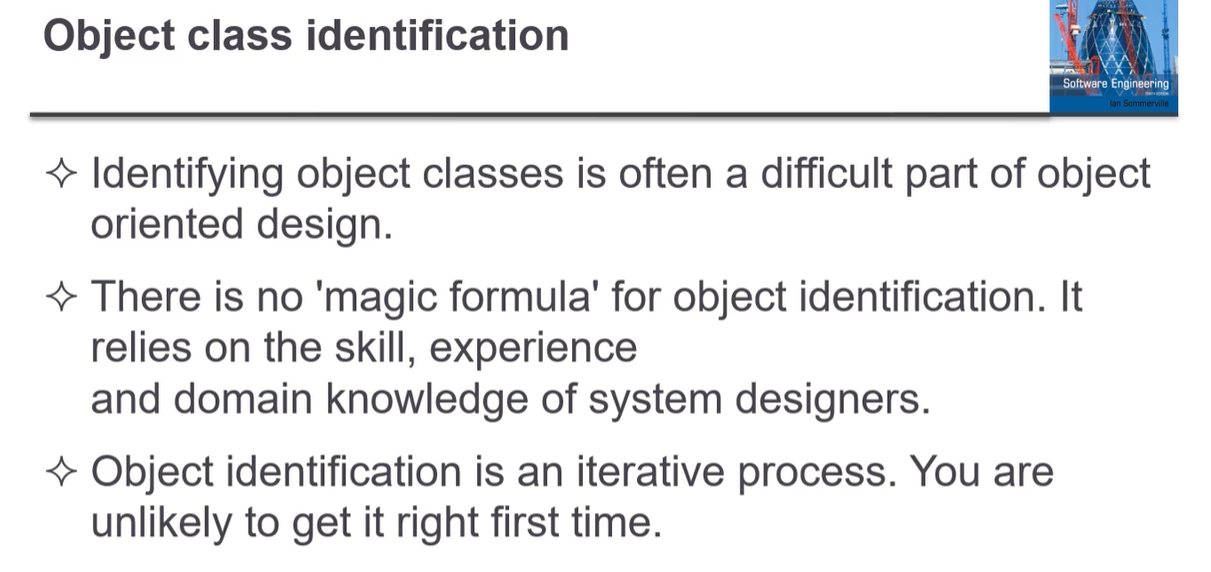 Object class identification
Software Engineering
Ian Sommerville
✧ Identifying object classes is often a difficult part of object
oriented design.
✧ There is no 'magic formula' for object identification. It
relies on the skill, experience
and domain knowledge of system designers.
✧ Object identification is an iterative process. You are
unlikely to get it right first time.